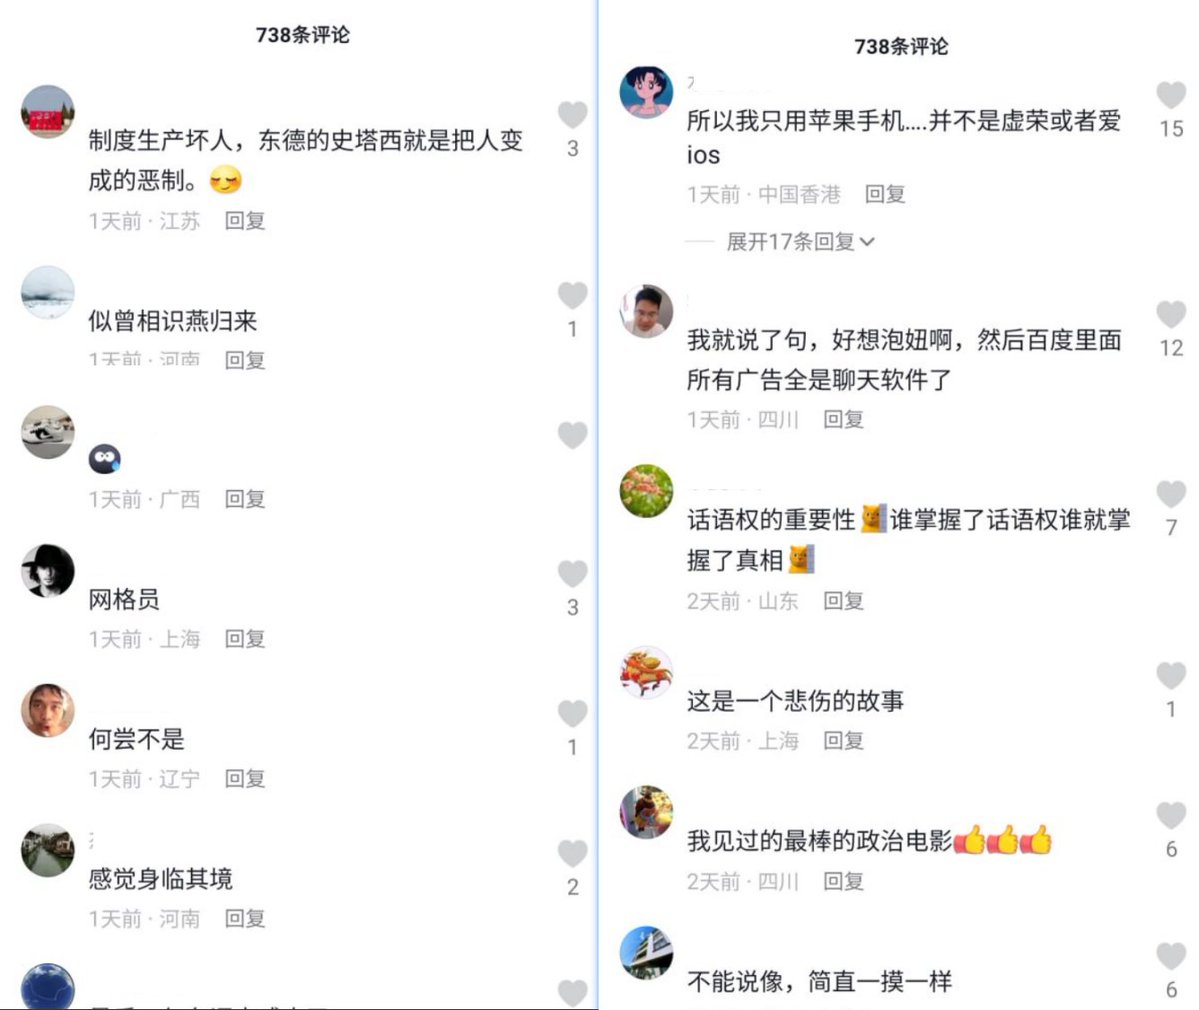 738条评论
制度生产坏人，东德的史塔西就是把人变
成的恶制。
3
1天前 · 江苏 回复
似曾相识燕归来
1
1天前 · 河南 回复
1天前 · 广西 回复
网格员
3
1天前 · 上海 回复
何尝不是
1
1天前 · 辽宁 回复
感觉身临其境
2
1天前 · 河南 回复
738条评论
所以我只用苹果手机....并不是虚荣或者爱
ios
15
1天前 · 中国香港 回复
展开17条回复
我就说了句，好想泡妞啊，然后百度里面
所有广告全是聊天软件了
12
1天前 · 四川 回复
话语权的重要性谁掌握了话语权谁就掌
握了真相
7
2天前 · 山东 回复
这是一个悲伤的故事
1
2天前 · 上海 回复
我见过的最棒的政治电影
6
2天前 · 四川 回复
不能说像，简直一摸一样
6